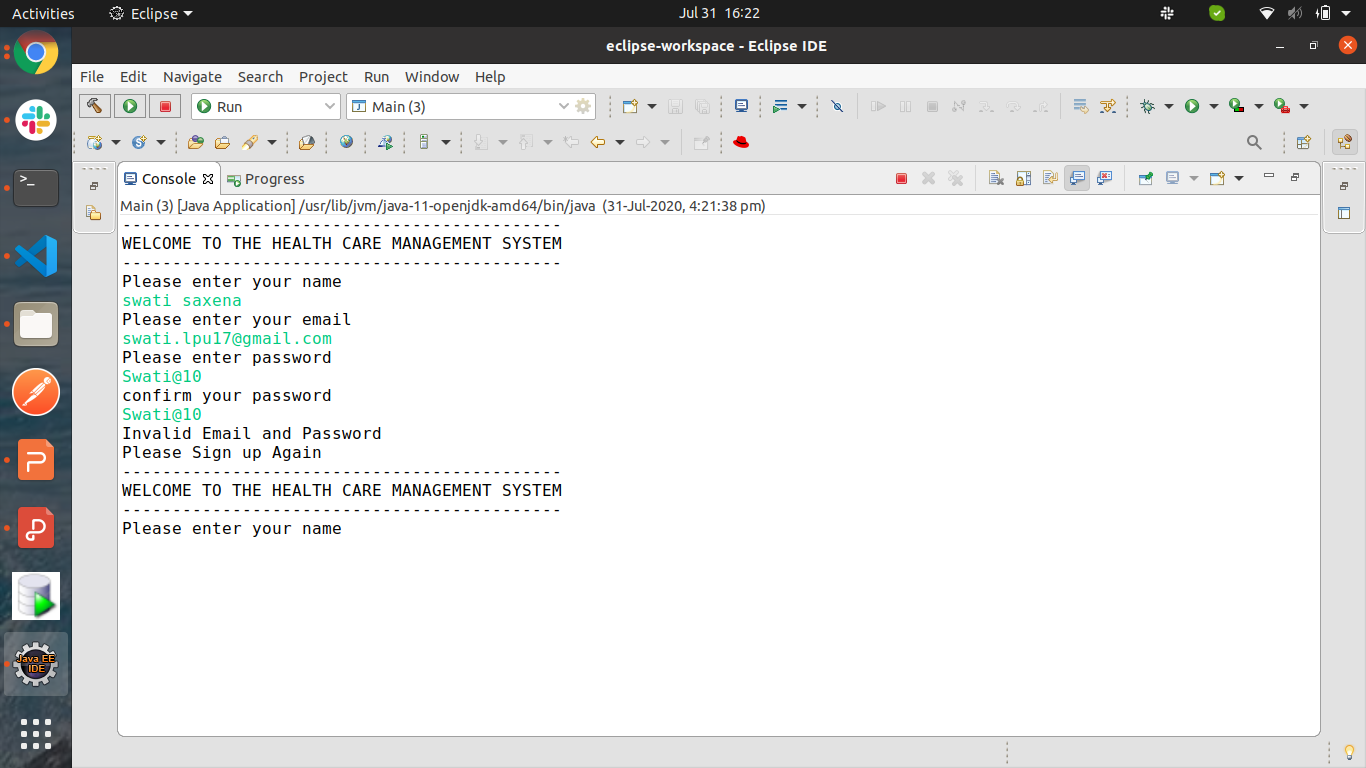 Activities Eclipse Jul 31 16:22
eclipse-workspace - Eclipse IDE
File Edit Navigate Search Project Run Window Help
Run Main (3)
Console Progress
Main (3) [Java Application] /usr/lib/jvm/java-11-openjdk-amd64/bin/java (31-Jul-2020, 4:21:38 pm)
--------------------------------------------
WELCOME TO THE HEALTH CARE MANAGEMENT SYSTEM
--------------------------------------------
Please enter your name
swati saxena
Please enter your email
swati.lpu17@gmail.com
Please enter password
Swati@10
confirm your password
Swati@10
Invalid Email and Password
Please Sign up Again
--------------------------------------------
WELCOME TO THE HEALTH CARE MANAGEMENT SYSTEM
--------------------------------------------
Please enter your name
Java EE
IDE